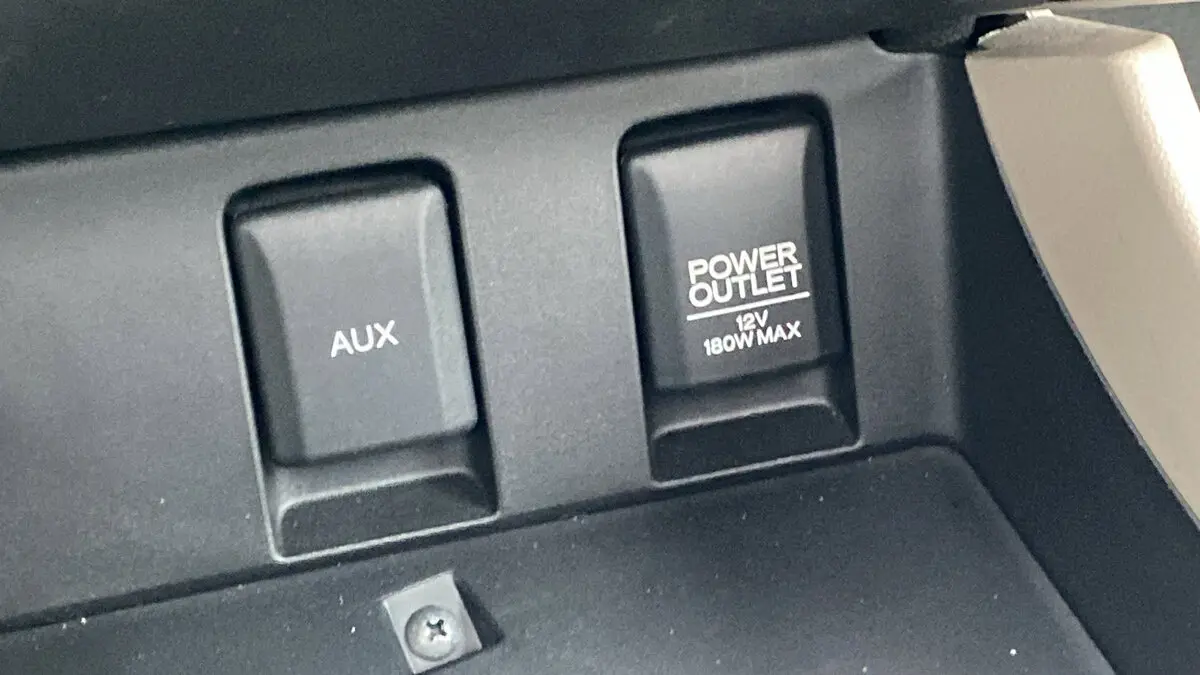 AUX
POWER
OUTLET
12V
180W MAX